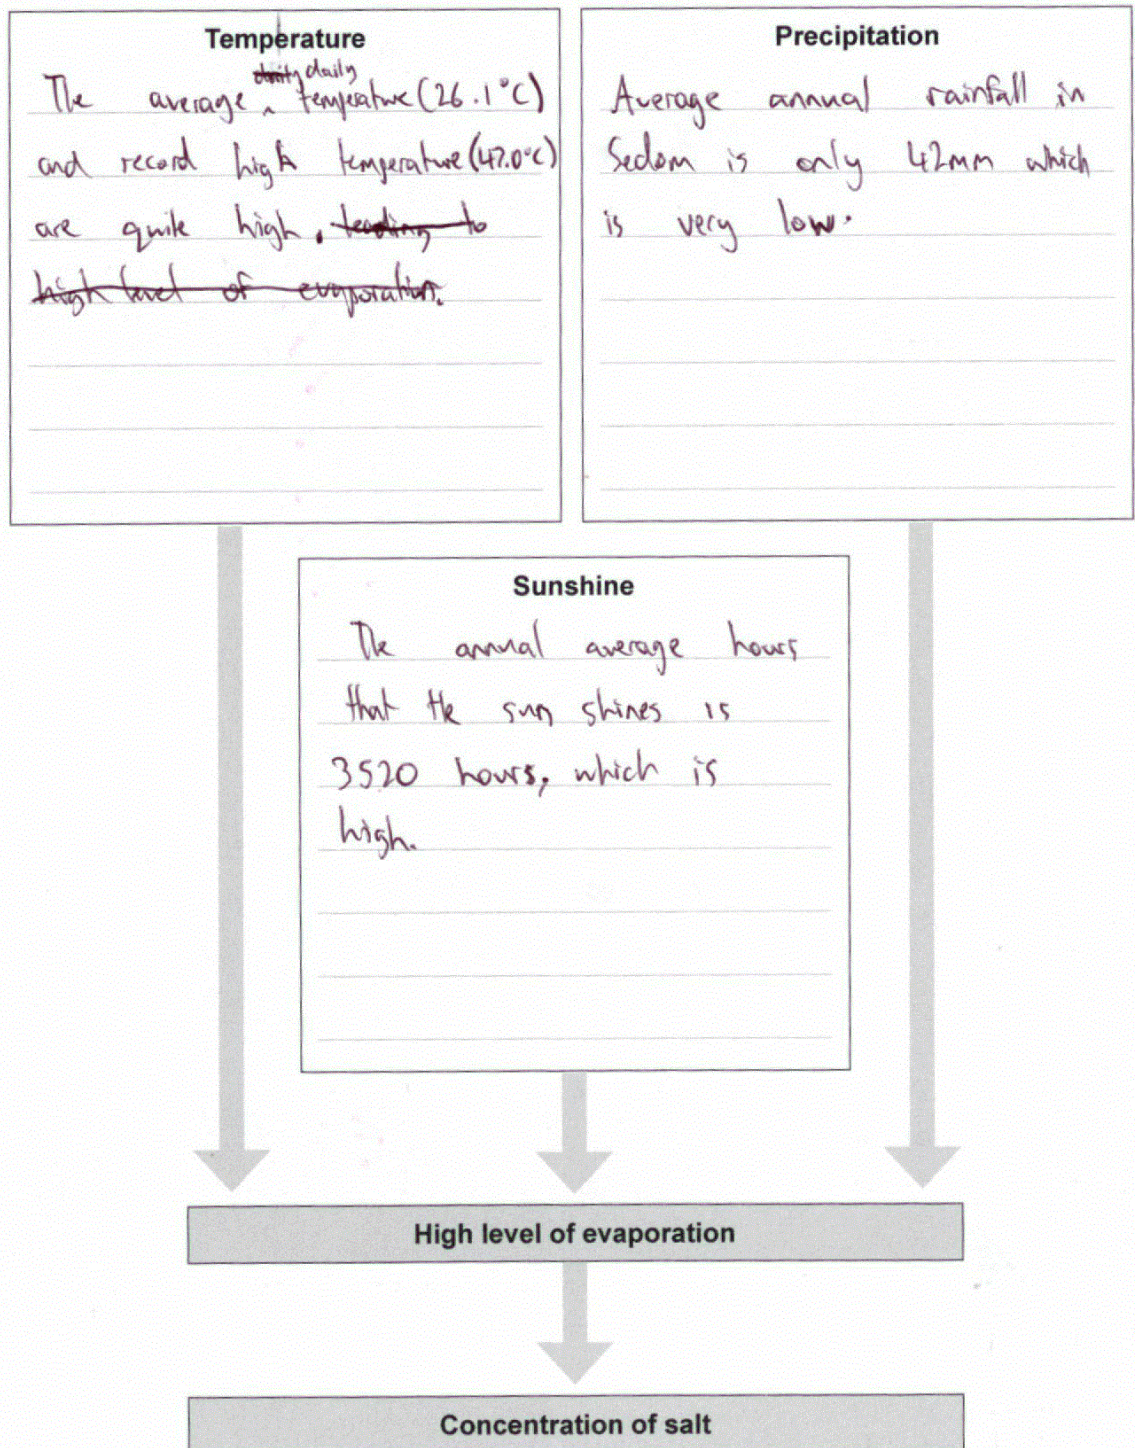 Temperature
daily
The average temperature (26.1°C)
and record high temperature (47.0°C)
are quite high. leading to
high level of evaporation.
Precipitation
Average annual rainfall in
Sedom is only 42mm which
is very low.
Sunshine
The annual average hours
that the sun shines is
3520 hours, which is
high.
High level of evaporation
Concentration of salt